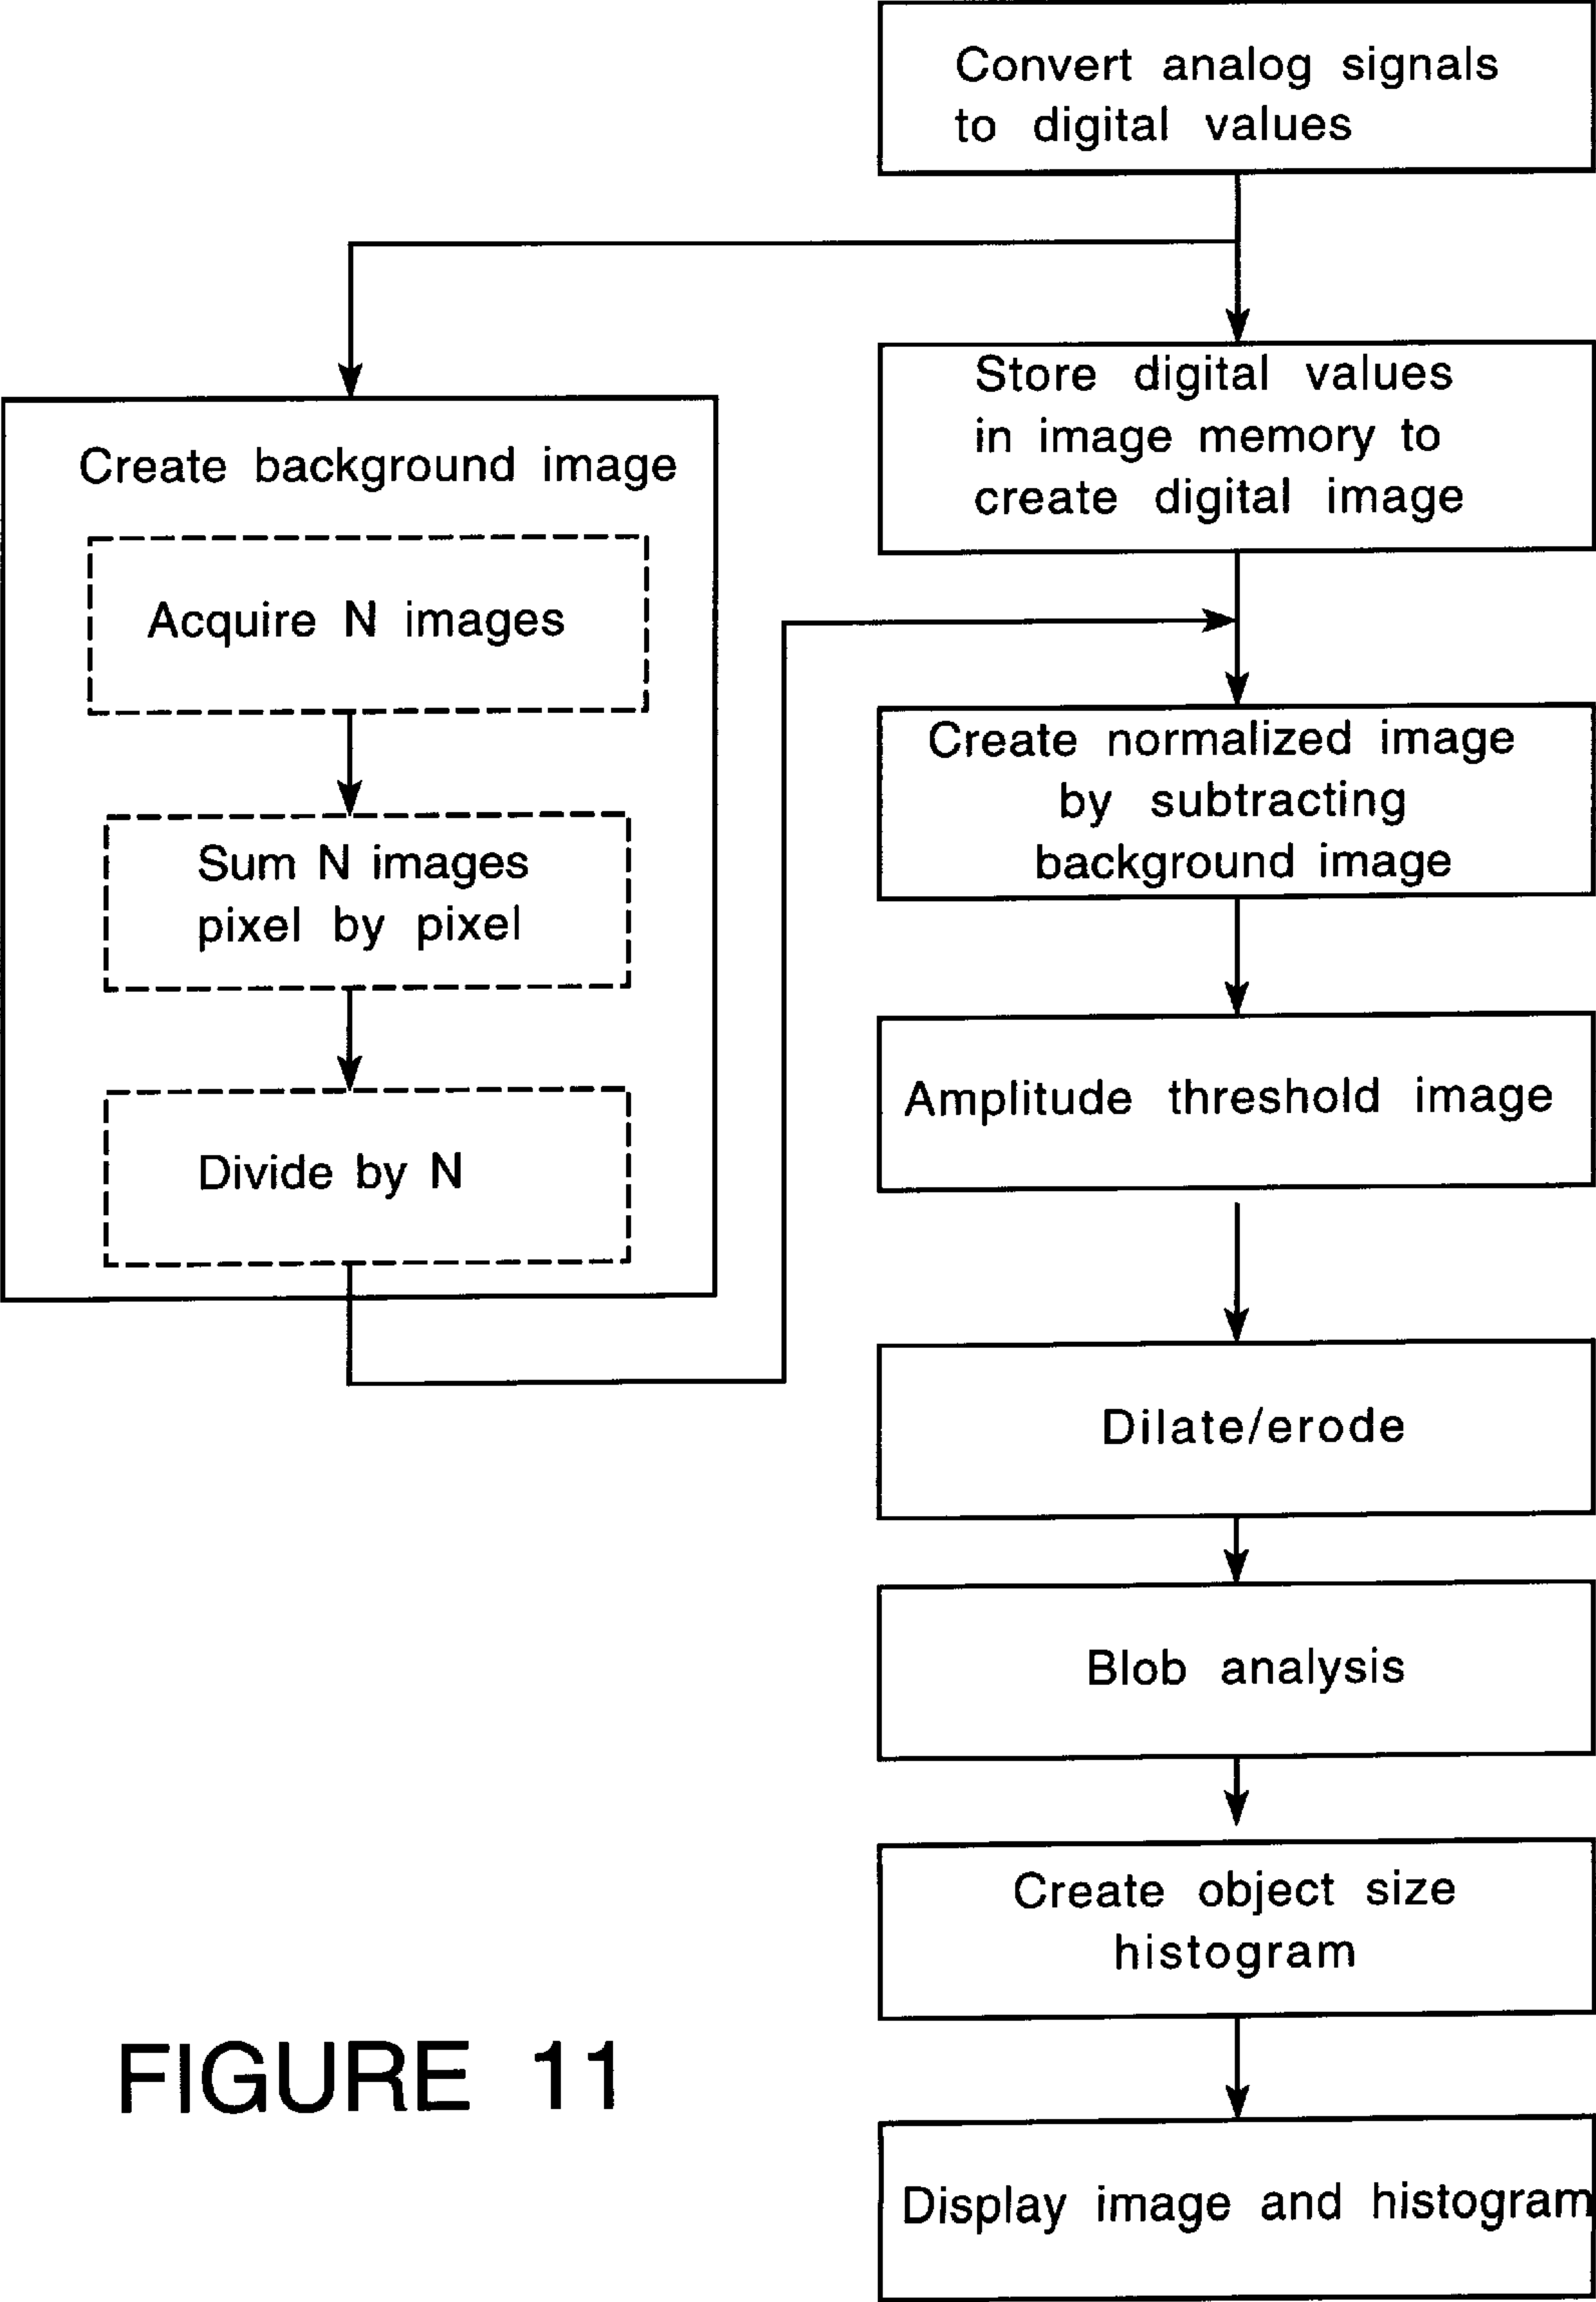 Convert analog signals
to digital values
Store digital values
in image memory to
create digital image
Create background image
Acquire N images
Sum N images
pixel by pixel
Divide by N
Create normalized image
by subtracting
background image
Amplitude threshold image
Dilate/erode
Blob analysis
Create object size
histogram
Display image and histogram
FIGURE 11